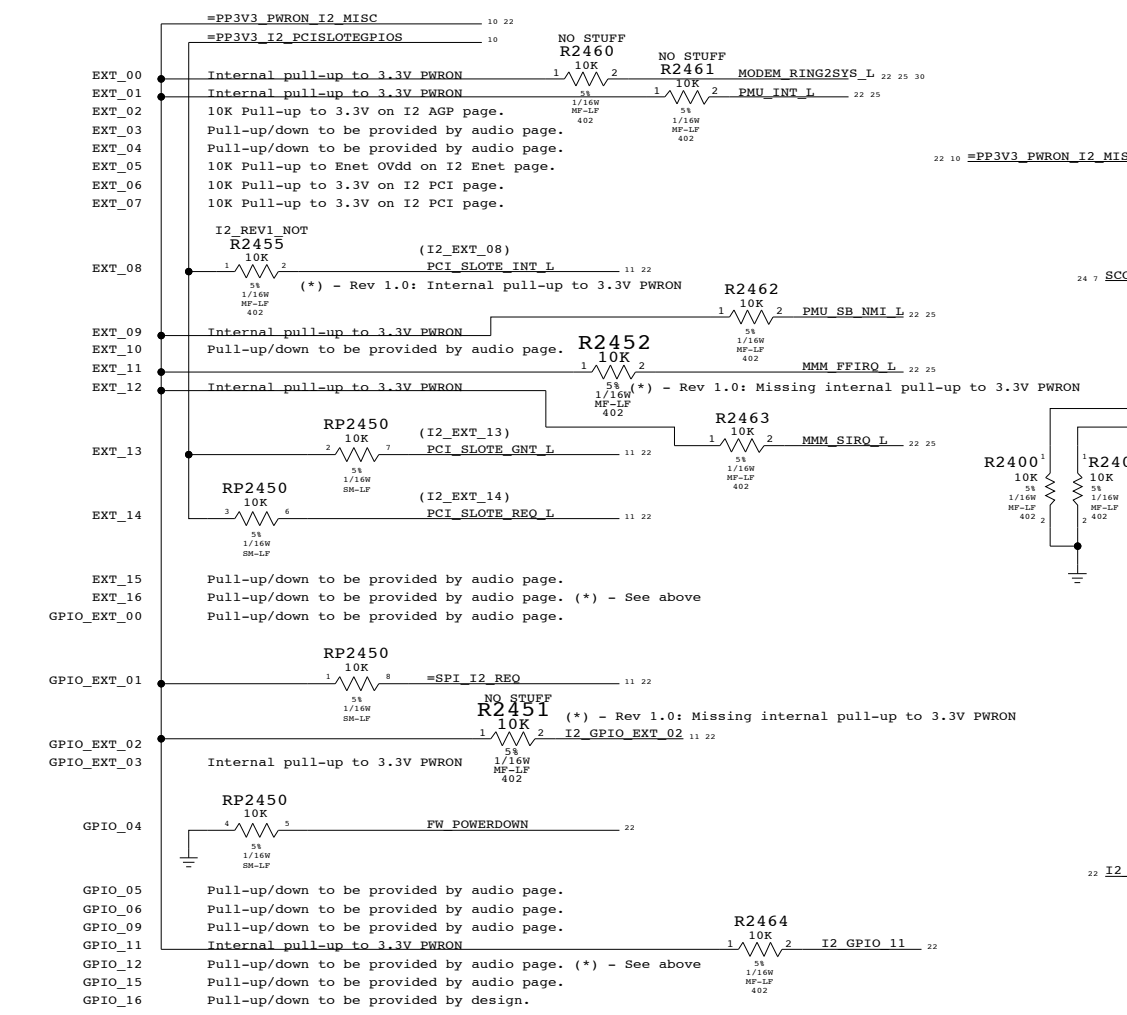 =PP3V3_PWRON_I2_MISC 10 22
=PP3V3_I2_PCISLOTEGPIOS 10
NO STUFF
R2460
10K
EXT_00 Internal pull-up to 3.3V PWRON 1 2 MODEM_RING2SYS_L 22 25 30
5%
1/16W
MF-LF
402
NO STUFF
R2461
10K
EXT_01 Internal pull-up to 3.3V PWRON 1 2 PMU_INT_L 22 25
5%
1/16W
MF-LF
402
EXT_02 10K Pull-up to 3.3V on I2 AGP page.
EXT_03 Pull-up/down to be provided by audio page.
EXT_04 Pull-up/down to be provided by audio page.
EXT_05 10K Pull-up to Enet OVdd on I2 Enet page.
EXT_06 10K Pull-up to 3.3V on I2 PCI page.
EXT_07 10K Pull-up to 3.3V on I2 PCI page.
22 10 =PP3V3_PWRON_I2_MIS
I2_REV1_NOT
R2455
10K
(I2_EXT_08)
EXT_08 1 2 PCI_SLOTE_INT_L 11 22
5%
1/16W
MF-LF
402
(*) - Rev 1.0: Internal pull-up to 3.3V PWRON
24 7 SCC
R2462
10K
1 2 PMU_SB_NMI_L 22 25
5%
1/16W
MF-LF
402
EXT_09 Internal pull-up to 3.3V PWRON
EXT_10 Pull-up/down to be provided by audio page.
R2452
10K
EXT_11 1 2 MMM_FFIRQ_L 22 25
5%
1/16W
MF-LF
402
(*) - Rev 1.0: Missing internal pull-up to 3.3V PWRON
EXT_12 Internal pull-up to 3.3V PWRON
R2463
10K
1 2 MMM_SIRQ_L 22 25
5%
1/16W
MF-LF
402
RP2450
10K
(I2_EXT_13)
EXT_13 2 7 PCI_SLOTE_GNT_L 11 22
5%
1/16W
SM-LF
R2400 1
10K
5%
1/16W
MF-LF
402 2
1 R240
10K
5%
1/16W
MF-LF
2 402
RP2450
10K
(I2_EXT_14)
EXT_14 3 6 PCI_SLOTE_REQ_L 11 22
5%
1/16W
SM-LF
EXT_15 Pull-up/down to be provided by audio page.
EXT_16 Pull-up/down to be provided by audio page. (*) - See above
GPIO_EXT_00 Pull-up/down to be provided by audio page.
RP2450
10K
GPIO_EXT_01 1 8 =SPI_I2_REQ 11 22
5%
1/16W
SM-LF
NO STUFF
R2451
10K
(*) - Rev 1.0: Missing internal pull-up to 3.3V PWRON
GPIO_EXT_02 1 2 I2_GPIO_EXT_02 11 22
5%
1/16W
MF-LF
402
GPIO_EXT_03 Internal pull-up to 3.3V PWRON
RP2450
10K
GPIO_04 4 5 FW_POWERDOWN 22
5%
1/16W
SM-LF
22 I2_
GPIO_05 Pull-up/down to be provided by audio page.
GPIO_06 Pull-up/down to be provided by audio page.
GPIO_09 Pull-up/down to be provided by audio page.
R2464
10K
GPIO_11 Internal pull-up to 3.3V PWRON 1 2 I2_GPIO_11 22
5%
1/16W
MF-LF
402
GPIO_12 Pull-up/down to be provided by audio page. (*) - See above
GPIO_15 Pull-up/down to be provided by audio page.
GPIO_16 Pull-up/down to be provided by design.